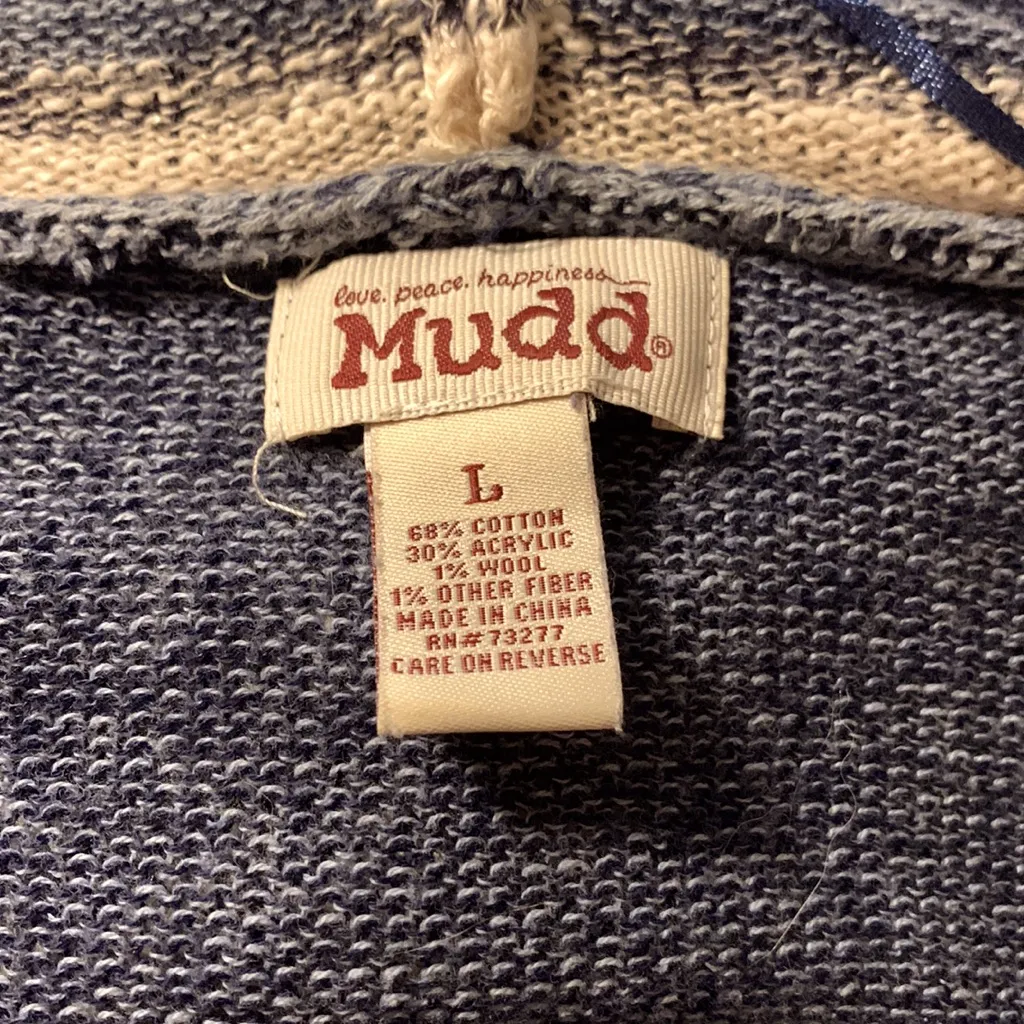 love. peace. happiness
Mudd®
L
68% COTTON
30% ACRYLIC
1% WOOL
1% OTHER FIBER
MADE IN CHINA
RN# 73277
CARE ON REVERSE